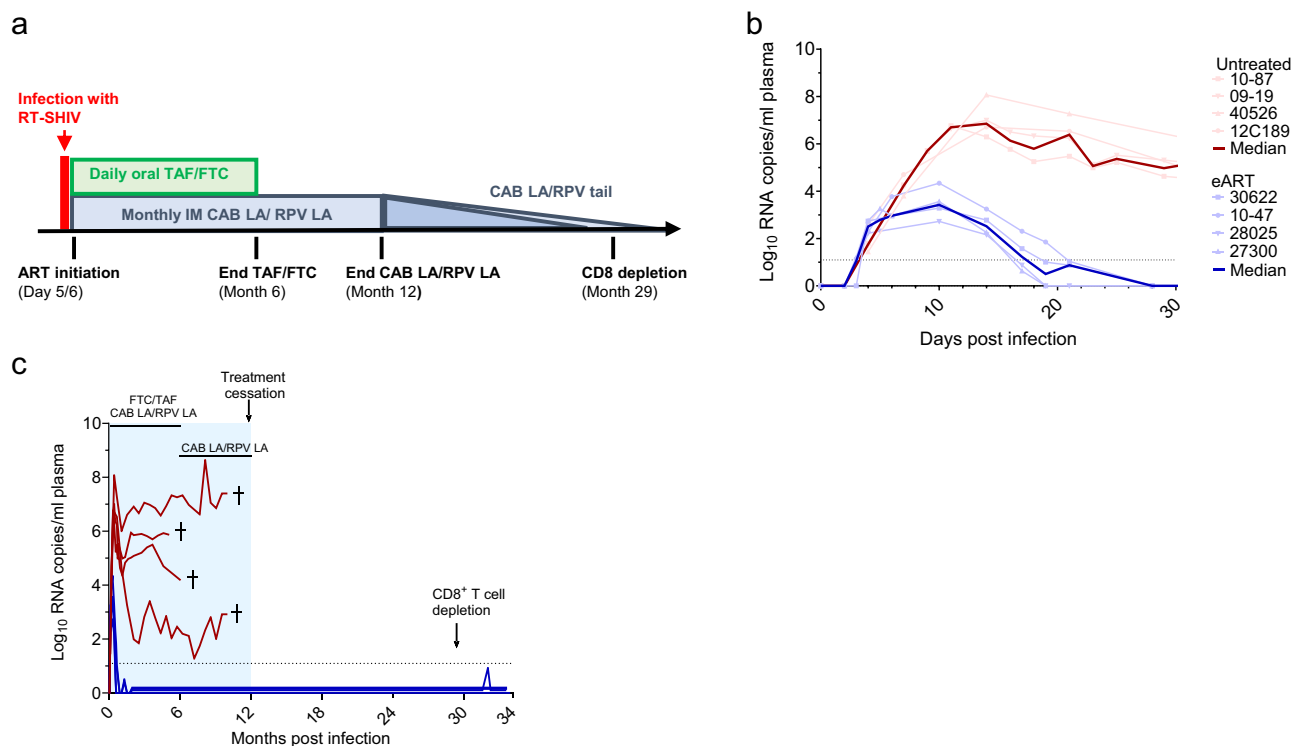 a
Infection with
RT-SHIV
Daily oral TAF/FTC
Monthly IM CAB LA/ RPV LA
CAB LA/RPV tail
ART initiation
(Day 5/6)
End TAF/FTC
(Month 6)
End CAB LA/RPV LA
(Month 12)
CD8 depletion
(Month 29)
b
Log10 RNA copies/ml plasma
10
8
6
4
2
0
0
10
20
30
Days post infection
Untreated
10-87
09-19
40526
12C189
Median
eART
30622
10-47
28025
27300
Median
c
Treatment
cessation
FTC/TAF
CAB LA/RPV LA
CAB LA/RPV LA
CD8+ T cell
depletion
Log10 RNA copies/ml plasma
10
8
6
4
2
0
0
6
12
18
24
30
34
Months post infection